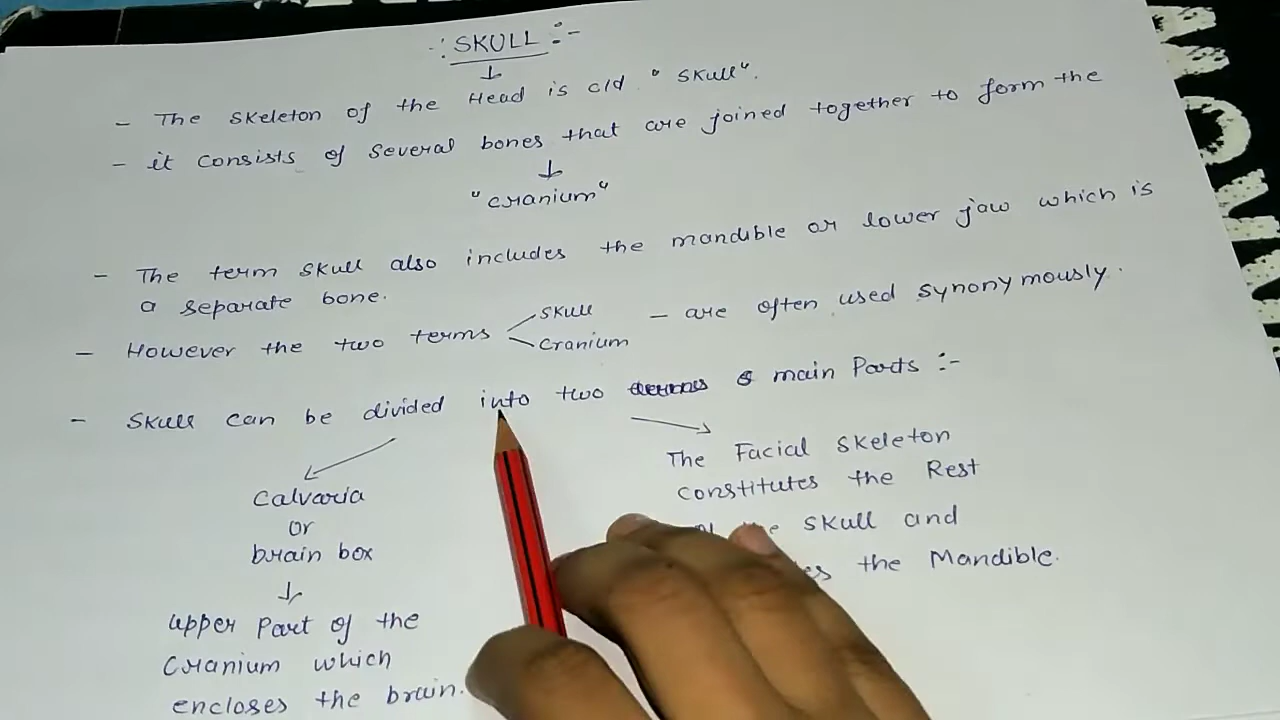 :SKULL:-
↓
- The Skeleton of the Head is c/d "Skull".
- it consists of several bones that are joined together to form the
↓
"cranium"
- The term skull also includes the mandible or lower jaw which is
a separate bone.
- However the two terms Skull Cranium - are often used synonymously.
- Skull can be divided into two main Parts :-
Calvaria
or
brain box
↓
upper part of the
Cranium which
encloses the brain.
The Facial skeleton
constitutes the Rest
skull and
the Mandible.